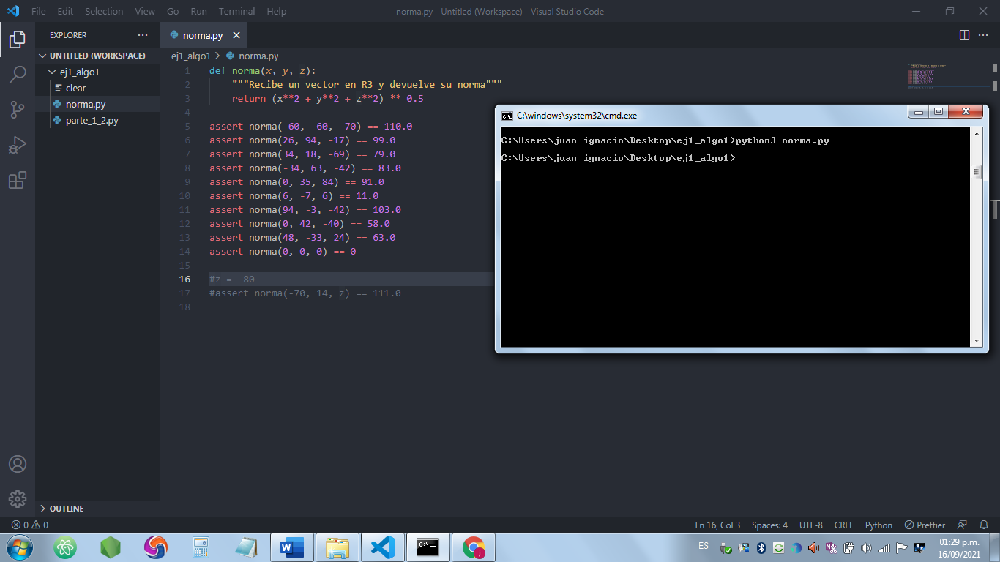 File Edit Selection View Go Run Terminal Help norma.py - Untitled (Workspace) - Visual Studio Code
EXPLORER
UNTITLED (WORKSPACE)
ej1_algo1
clear
norma.py
parte_1_2.py
OUTLINE
norma.py
ej1_algo1 > norma.py
1 def norma(x, y, z):
2 """Recibe un vector en R3 y devuelve su norma"""
3 return (x**2 + y**2 + z**2) ** 0.5
4
5 assert norma(-60, -60, -70) == 110.0
6 assert norma(26, 94, -17) == 99.0
7 assert norma(34, 18, -69) == 79.0
8 assert norma(-34, 63, -42) == 83.0
9 assert norma(0, 35, 84) == 91.0
10 assert norma(6, -7, 6) == 11.0
11 assert norma(94, -3, -42) == 103.0
12 assert norma(0, 42, -40) == 58.0
13 assert norma(48, -33, 24) == 63.0
14 assert norma(0, 0, 0) == 0
15
16 #z = -80
17 #assert norma(-70, 14, z) == 111.0
18
C:\windows\system32\cmd.exe
C:\Users\juan ignacio\Desktop\ej1_algo1>python3 norma.py
C:\Users\juan ignacio\Desktop\ej1_algo1>
0 0 Ln 16, Col 3 Spaces: 4 UTF-8 CRLF Python Prettier
ES
01:29 p.m.
16/09/2021